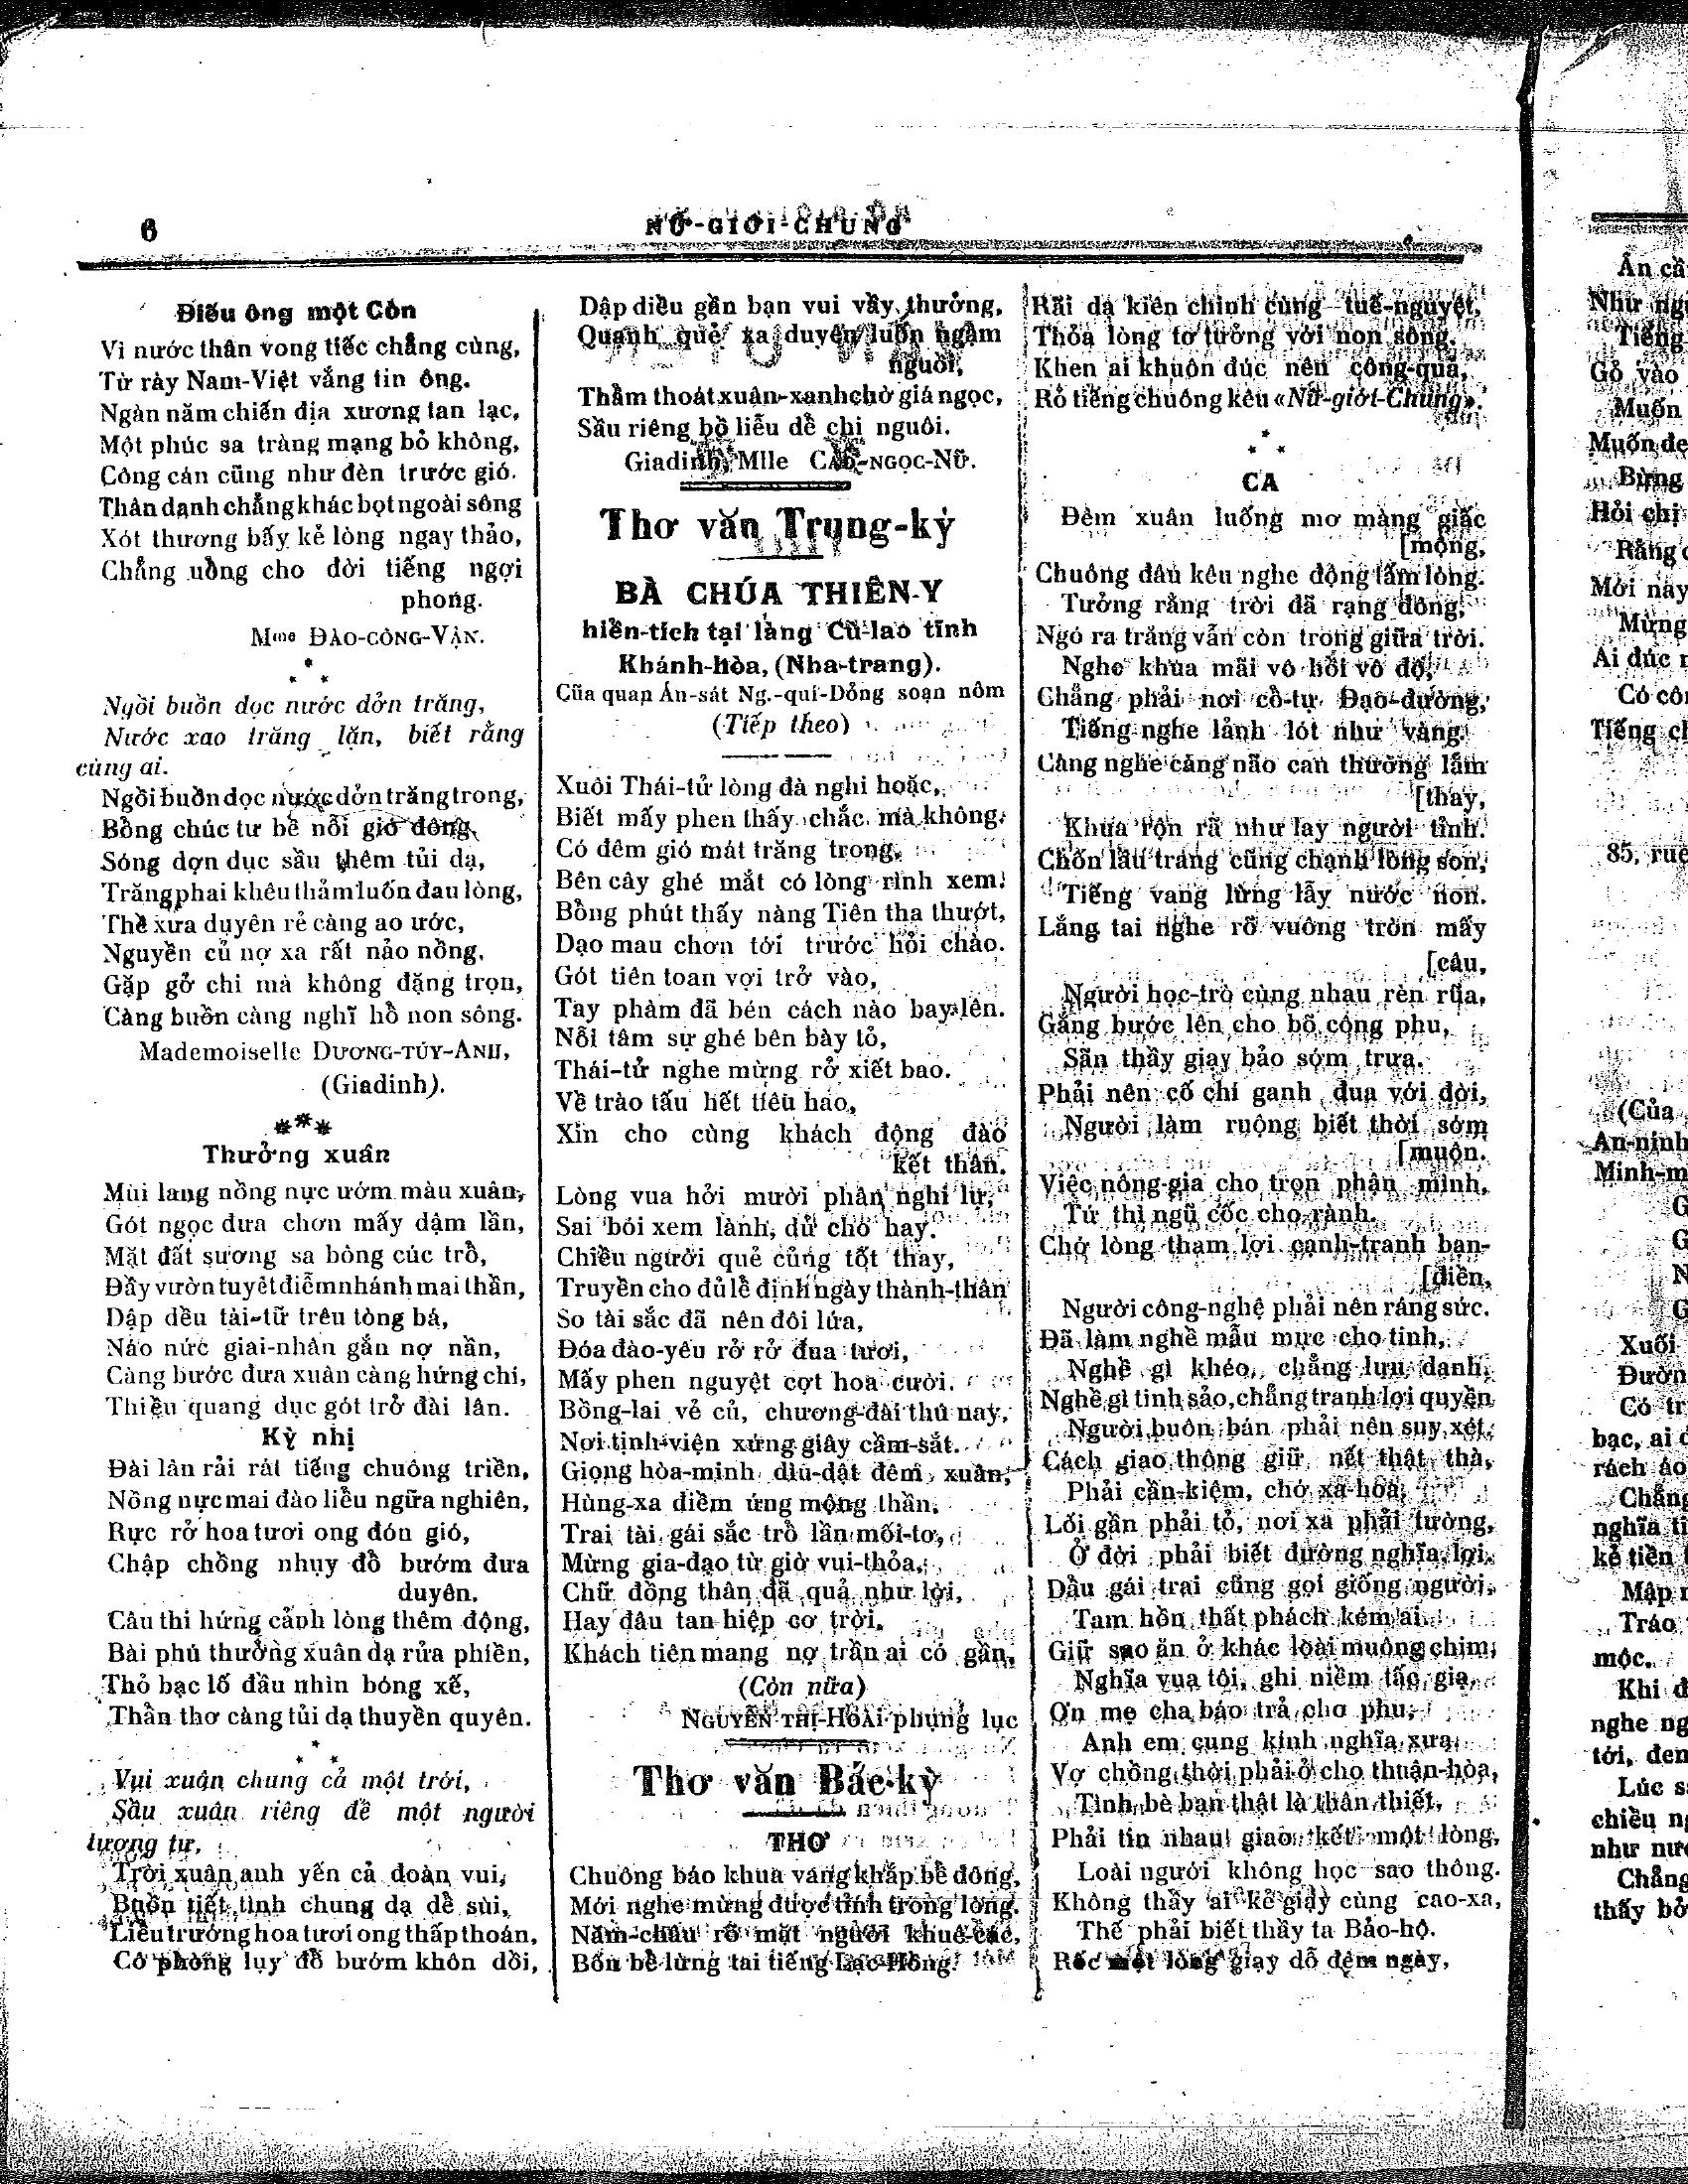 6
NỮ-GIỚI-CHUNG
Điếu ông một Còn
Vì nước thân vong tiếc chẳng cùng,
Từ rày Nam-Việt vắng tin ông.
Ngàn năm chiến địa xương tan lạc,
Một phúc sa tràng mạng bỏ không,
Công cán cũng như đèn trước gió.
Thân danh chẳng khác bọt ngoài sông
Xót thương bấy kẻ lòng ngay thảo,
Chẳng uổng cho đời tiếng ngợi
phong.
Mme ĐÀO-CÔNG-VẬN.
Ngồi buồn dọc nước dởn trăng,
Nước xao trăng lặn, biết rằng
cùng ai.
Ngồi buồn dọc nước dởn trăng trong,
Bỗng chúc tư bề nỗi gió đông,
Sóng dợn dục sầu thêm tủi dạ,
Trăng phai khêu thảm luốn đau lòng,
Thề xưa duyên rẻ càng ao ước,
Nguyền củ nợ xa rất nảo nồng,
Gặp gở chi mà không đặng trọn,
Càng buồn càng nghĩ hổ non sông.
Mademoiselle DƯƠNG-TÚY-ANH,
(Giadinh).
Thưởng xuân
Mùi lang nồng nực ướm màu xuân,
Gót ngọc đưa chơn mấy dậm lần,
Mặt đất sương sa bông cúc trổ,
Đầy vườn tuyêt điểm nhánh mai thần,
Dập dều tài-tử trêu tòng bá,
Náo nức giai-nhân gắn nợ nần,
Càng bước đưa xuân càng hứng chí,
Thiều quang dục gót trở đài lân.
Kỳ nhị
Đài lân rải rát tiếng chuông triền,
Nồng nực mai đào liễu ngửa nghiên,
Rực rở hoa tươi ong đón gió,
Chập chồng nhụy đổ bướm đưa
duyên.
Câu thi hứng cảnh lòng thêm động,
Bài phú thưởng xuân dạ rửa phiền,
Thỏ bạc ló đầu nhìn bóng xế,
Thẩn thơ càng tủi dạ thuyền quyên.
Vui xuân chung cả một trời,
Sầu xuân riêng để một người
tương tư.
Trời xuân anh yến cả đoàn vui,
Buồn tiết tình chung dạ dễ sùi,
Liễu trưởng hoa tươi ong thấp thoán,
Cô phòng lụy đổ bướm khôn dồi,
Dập diều gần bạn vui vầy thưởng,
Quạnh quẻ xa duyên luốn ngậm
nguôi,
Thắm thoát xuân-xanh chờ giá ngọc,
Sầu riêng bồ liễu dễ chi nguôi.
Giadinh, Mlle CAO-NGỌC-NỮ.
Thơ văn Trung-kỳ
BÀ CHÚA THIÊN-Y
hiển-tích tại làng Cù-lao tỉnh
Khánh-hòa, (Nha-trang).
Của quan Án-sát Ng.-quí-Dỏng soạn nôm
(Tiếp theo)
Xuôi Thái-tử lòng đà nghi hoặc,
Biết mấy phen thấy chắc mà không.
Có đêm gió mát trăng trong,
Bên cây ghé mắt có lòng rình xem.
Bỗng phút thấy nàng Tiên tha thướt,
Dạo mau chơn tới trước hỏi chào.
Gót tiên toan vợi trở vào,
Tay phàm đã bén cách nào bay lên.
Nỗi tâm sự ghé bên bày tỏ,
Thái-tử nghe mừng rở xiết bao.
Về trào tấu hết tiêu hao,
Xin cho cùng khách động đào
kết thân.
Lòng vua hởi mười phần nghi lự,
Sai bói xem lành, dử cho hay.
Chiều người quẻ củng tốt thay,
Truyền cho đủ lể định ngày thành-thân
So tài sắc đã nên đôi lứa,
Đóa đào-yêu rở rở đua tươi,
Mấy phen nguyệt cợt hoa cười.
Bồng-lai vẻ củ, chương-đài thú nay,
Nơi tịnh-viện xứng giây cầm-sắt.
Giọng hòa-minh dìu-dật đêm xuân,
Hùng-xa điềm ứng mộng thần.
Trai tài gái sắc trổ lần mối-tơ,
Mừng gia-đạo từ giờ vui-thỏa,
Chữ đồng thân đã quả như lời,
Hay đâu tan hiệp cơ trời.
Khách tiên mang nợ trần ai có gần,
(Còn nữa)
NGUYỄN THỊ-HOÀI phụng lục
Thơ văn Bác-kỳ
THƠ
Chuông báo khua vang khắp bể đông,
Mới nghe mừng được tỉnh trong lòng.
Năm-châu rõ mặt người khuê-các,
Bốn bề lừng tai tiếng Lạc-Hồng.
Rãi dạ kiên chinh cùng tuế-nguyệt,
Thỏa lòng tơ tưởng với non sông.
Khen ai khuôn đúc nên công-quả,
Rỏ tiếng chuông kêu «Nữ-giới-Chung».
CA
Đêm xuân luống mơ màng giấc
[mộng,
Chuông đâu kêu nghe động tấm lòng.
Tưởng rằng trời đã rạng đông,
Ngó ra trăng vẫn còn trong giữa trời.
Nghe khua mãi vô hồi vô độ,
Chẳng phải nơi cổ-tự Đạo-đường,
Tiếng nghe lảnh lót như vàng.
Càng nghe càng não can thường lắm
[thay,
Khua rộn rã như lay người tỉnh.
Chốn lầu trang cũng chạnh lòng son,
Tiếng vang lừng lẫy nước non.
Lắng tai nghe rõ vuông tròn mấy
[câu,
Người học-trò cùng nhau rèn rũa,
Gắng bước lên cho bõ công phu,
Sẵn thầy giạy bảo sớm trưa.
Phải nên cố chí ganh đua với đời,
Người làm ruộng biết thời sớm
[muộn.
Việc nông-gia cho trọn phận mình,
Tứ thì ngũ cốc cho rành.
Chớ lòng tham lợi cạnh-tranh bạn-
[điền,
Người công-nghệ phải nên ráng sức.
Đã làm nghề mẫu mực cho tinh,
Nghề gì khéo, chẳng lưu danh,
Nghề gì tinh sảo, chẳng tranh lợi quyền
Người buôn bán phải nên suy xét,
Cách giao thông giữ nết thật thà,
Phải cần-kiệm, chớ xa-hoa,
Lối gần phải tỏ, nơi xa phải tường,
Ở đời phải biết đường nghĩa lợi,
Dầu gái trai cũng gọi giống người,
Tam hồn thất phách kém ai.
Giữ sao ăn ở khác loài muông chim,
Nghĩa vua tôi, ghi niềm tấc giạ,
Ơn mẹ cha báo trả cho phu,
Anh em cung kính nghĩa xưa,
Vợ chồng thời phải ở cho thuận-hòa,
Tình bè bạn thật là thân thiết,
Phải tin nhau giao kết một lòng,
Loài người không học sao thông.
Không thầy ai kẻ giạy cùng cao-xa,
Thế phải biết thầy ta Bảo-hộ.
Rốc một lòng giạy dỗ đêm ngày,
Ân cầ
Như ng
Tiếng
Gỏ vào
Muốn
Muốn đẹ
Bừng
Hỏi chị
Rằng
Mới nay
Mừng
Ai đúc
Có côn
Tiếng c
85, rue
(Của
An-ninh
Minh-m
G
G
N
G
Xuối
Đườn
Có tr
bạc, ai
rách áo
Chẳng
nghĩa ti
kẻ tiền
Mập
Tráo
mộc.
Khi đ
nghe ng
tới, đen
Lúc s
chiều n
như nư
Chẳng
thấy bở